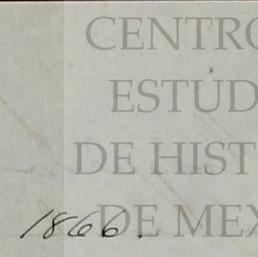 CENTRO
ESTUD
DE HIST
DE MEX
1866.